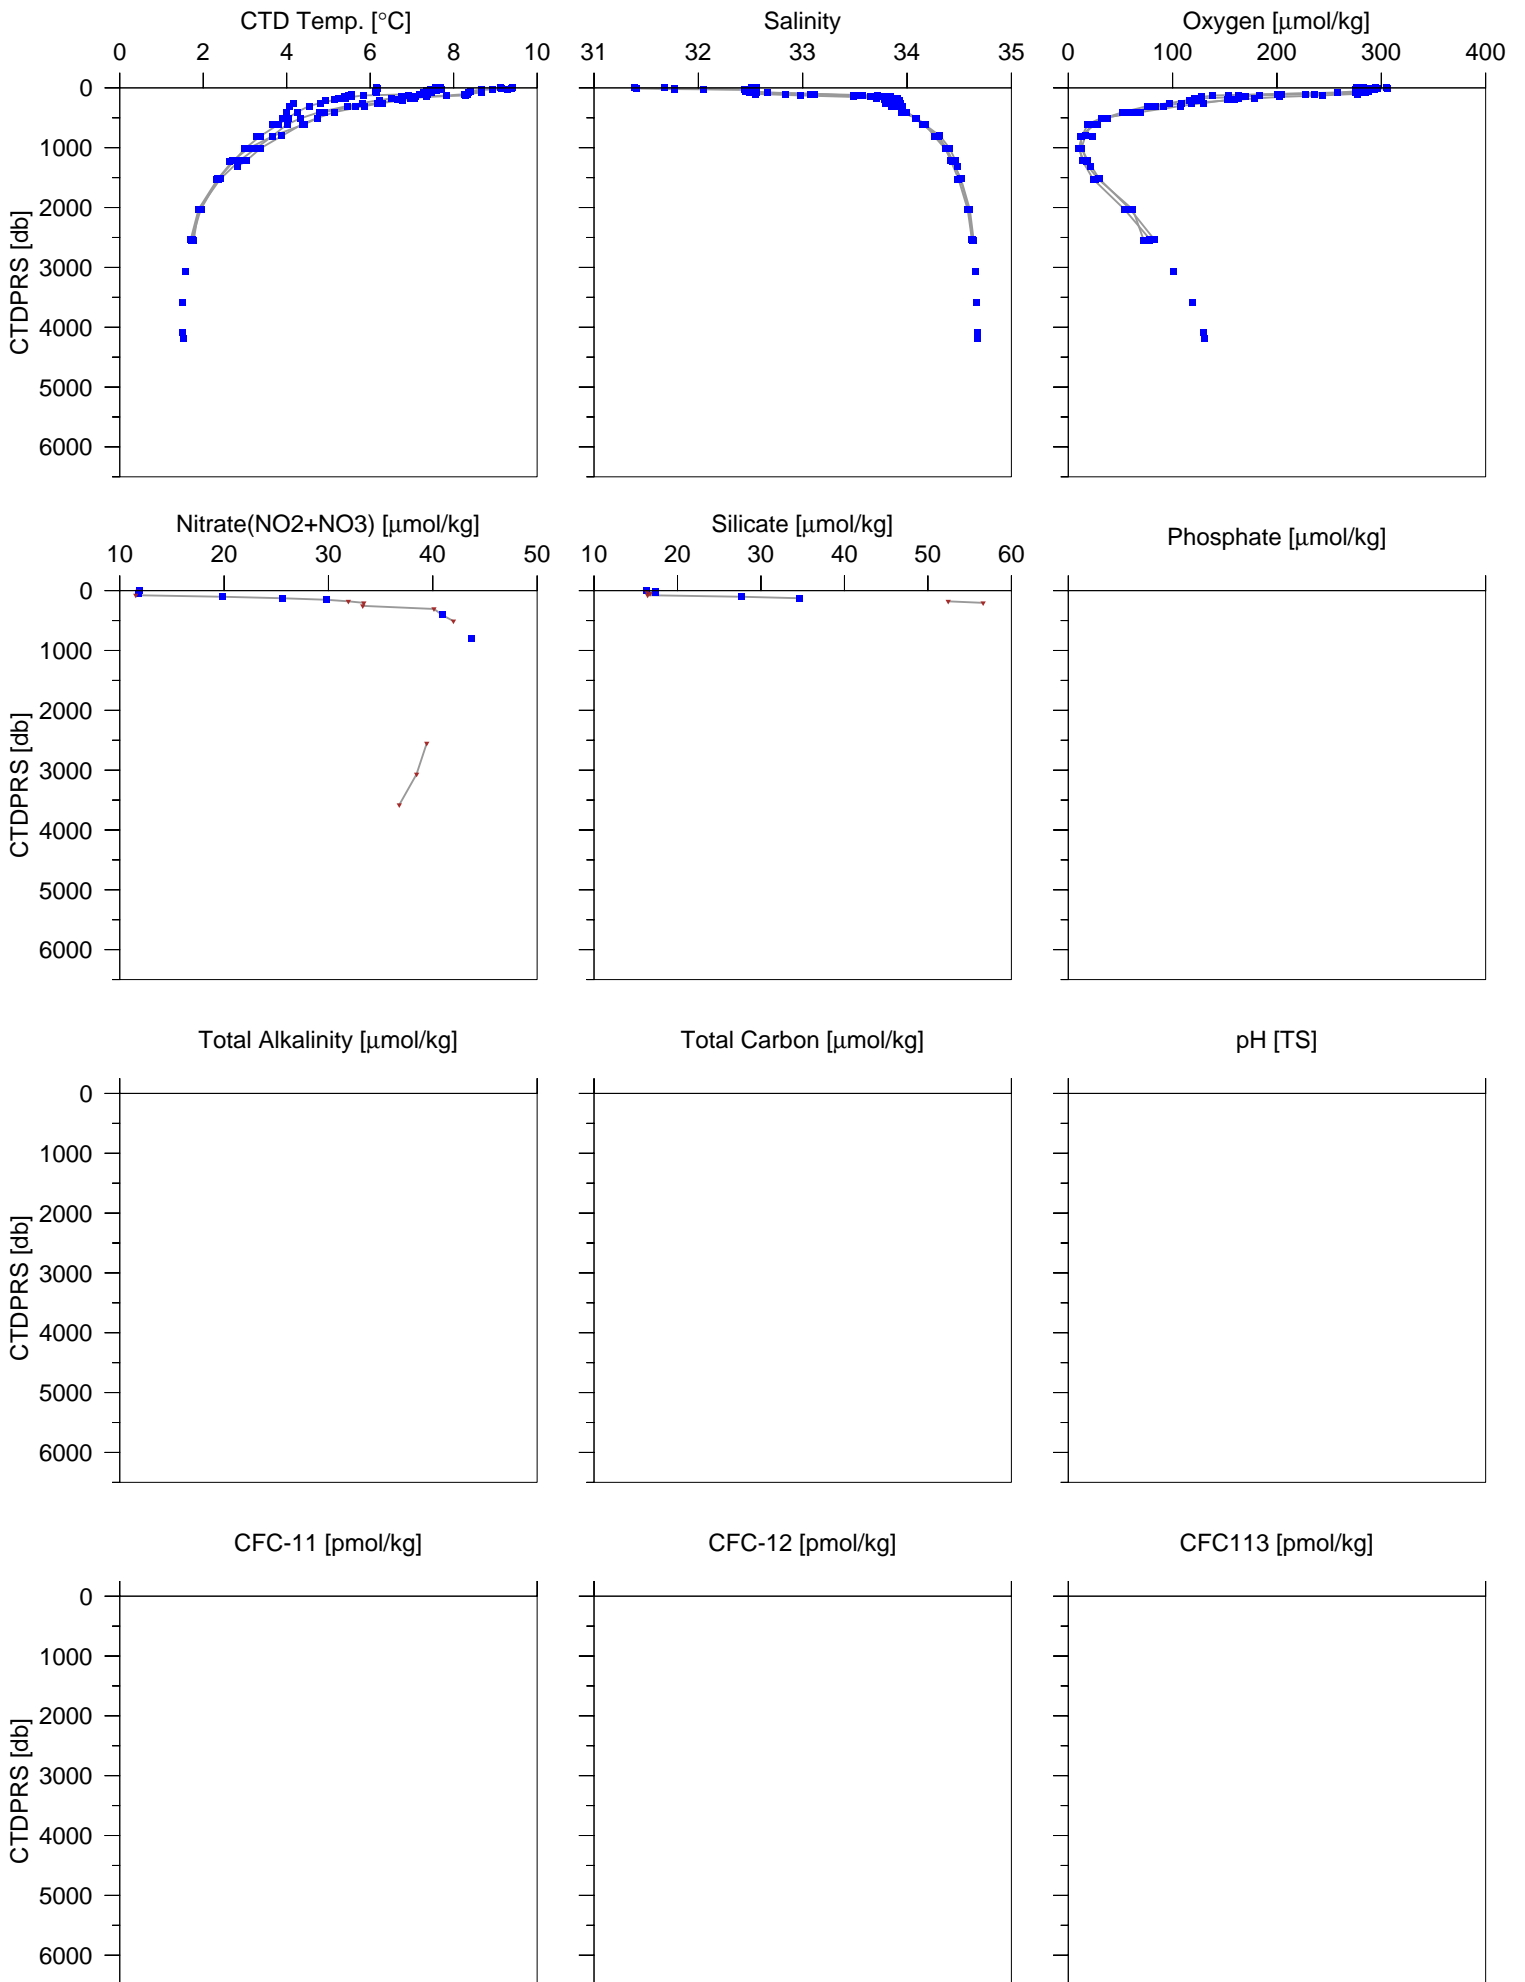 CTD Temp. [°C]
Salinity
Oxygen [μmol/kg]
0 2 4 6 8 10
31 32 33 34 35
0 100 200 300 400
0
1000
2000
3000
4000
5000
6000
CTDPRS [db]
Nitrate(NO2+NO3) [μmol/kg]
Silicate [μmol/kg]
Phosphate [μmol/kg]
10 20 30 40 50
10 20 30 40 50 60
0
1000
2000
3000
4000
5000
6000
CTDPRS [db]
Total Alkalinity [μmol/kg]
Total Carbon [μmol/kg]
pH [TS]
0
1000
2000
3000
4000
5000
6000
CTDPRS [db]
CFC-11 [pmol/kg]
CFC-12 [pmol/kg]
CFC113 [pmol/kg]
0
1000
2000
3000
4000
5000
6000
CTDPRS [db]